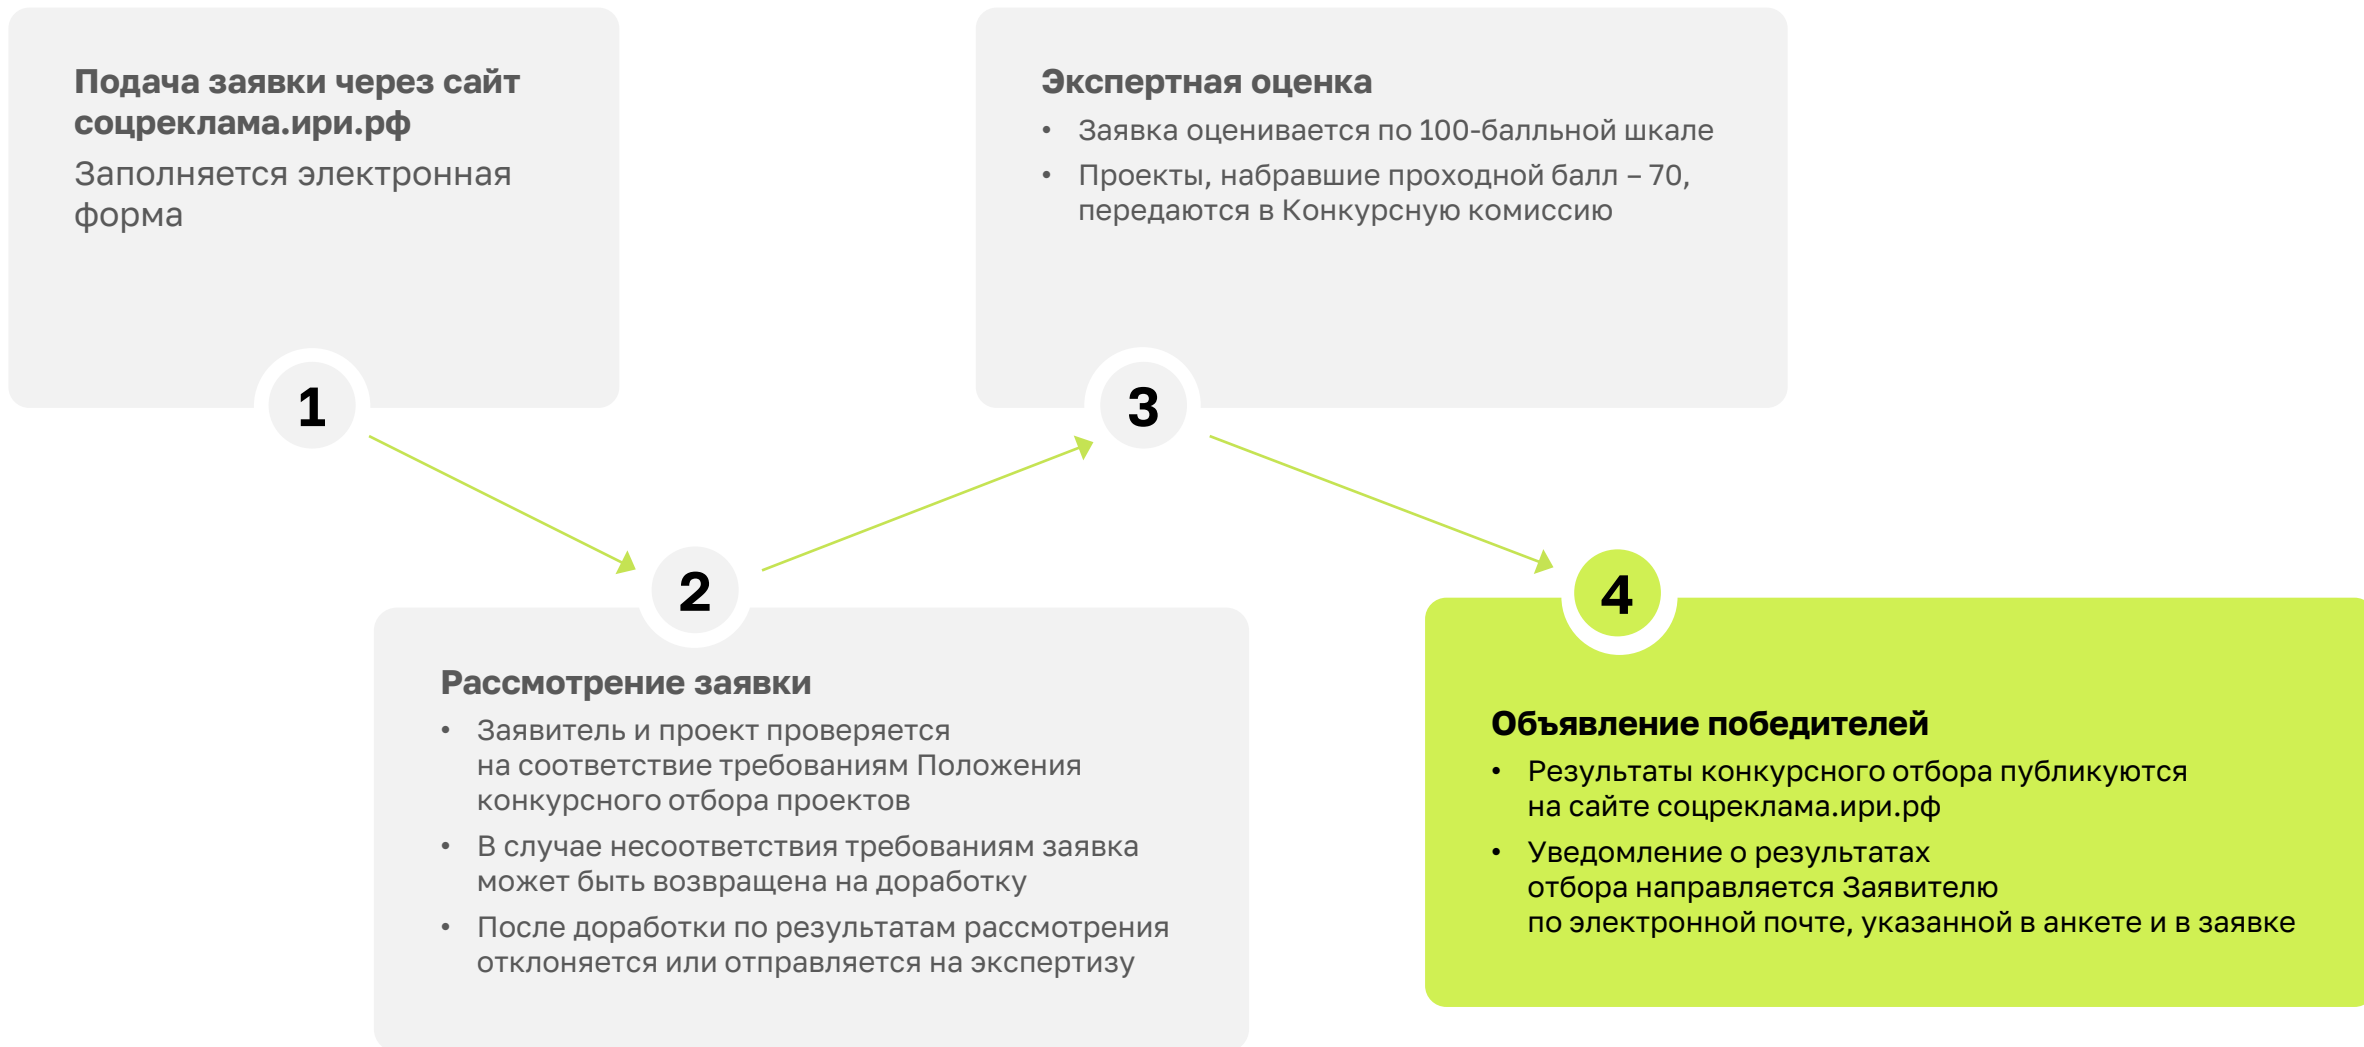 Подача заявки через сайт
соцреклама.ири.рф
Заполняется электронная
форма
1
2
Рассмотрение заявки
• Заявитель и проект проверяется
на соответствие требованиям Положения
конкурсного отбора проектов
• В случае несоответствия требованиям заявка
может быть возвращена на доработку
• После доработки по результатам рассмотрения
отклоняется или отправляется на экспертизу
Экспертная оценка
• Заявка оценивается по 100-балльной шкале
• Проекты, набравшие проходной балл – 70,
передаются в Конкурсную комиссию
3
4
Объявление победителей
• Результаты конкурсного отбора публикуются
на сайте соцреклама.ири.рф
• Уведомление о результатах
отбора направляется Заявителю
по электронной почте, указанной в анкете и в заявке